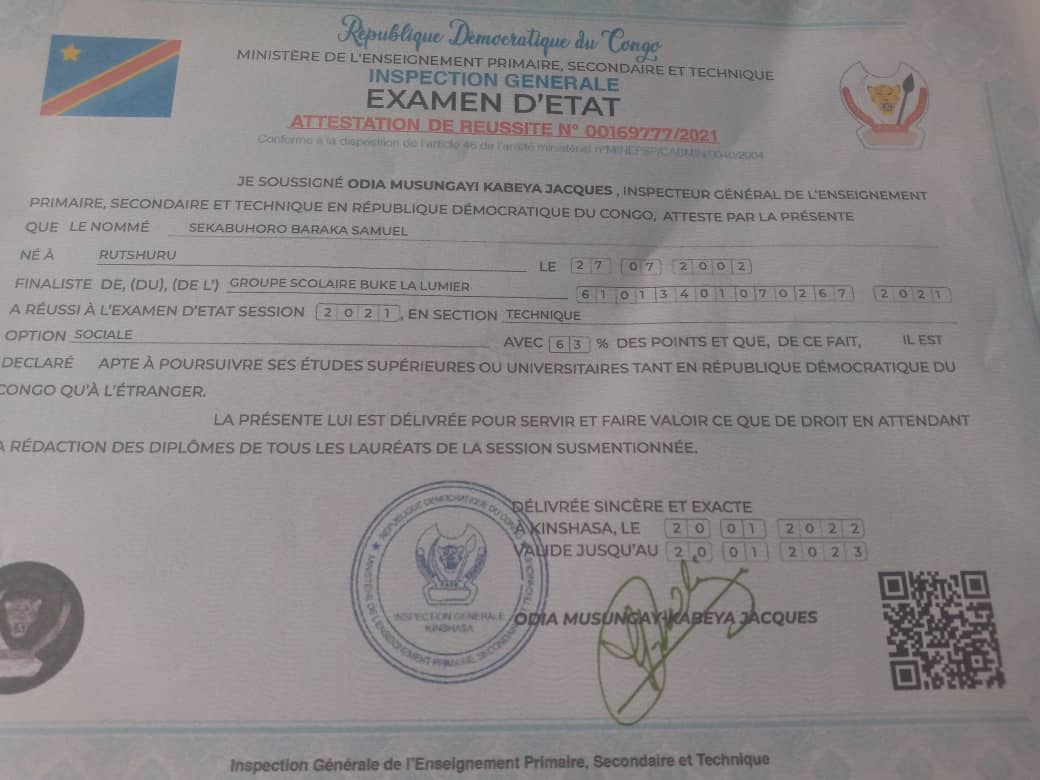 Republique Democratique du Congo
MINISTÈRE DE L'ENSEIGNEMENT PRIMAIRE, SECONDAIRE ET TECHNIQUE
INSPECTION GENERALE
EXAMEN D'ETAT
ATTESTATION DE REUSSITE N° 00169777/2021
Conforme à la disposition de l'article 46 de l'arrêté ministériel n°MINEPSP/CABMIN/0040/2004
JE SOUSSIGNÉ ODIA MUSUNGAYI KABEYA JACQUES , INSPECTEUR GÉNÉRAL DE L'ENSEIGNEMENT
PRIMAIRE, SECONDAIRE ET TECHNIQUE EN RÉPUBLIQUE DÉMOCRATIQUE DU CONGO, ATTESTE PAR LA PRÉSENTE
QUE LE NOMMÉ SEKABUHORO BARAKA SAMUEL
NÉ À RUTSHURU LE 27 07 2002
FINALISTE DE, (DU), (DE L') GROUPE SCOLAIRE BUKE LA LUMIER 61013401070267 2021
A RÉUSSI À L'EXAMEN D'ETAT SESSION 2021, EN SECTION TECHNIQUE
OPTION SOCIALE AVEC 63 % DES POINTS ET QUE, DE CE FAIT, IL EST
DECLARÉ APTE À POURSUIVRE SES ÉTUDES SUPÉRIEURES OU UNIVERSITAIRES TANT EN RÉPUBLIQUE DÉMOCRATIQUE DU
CONGO QU'À L'ÉTRANGER.
LA PRÉSENTE LUI EST DÉLIVRÉE POUR SERVIR ET FAIRE VALOIR CE QUE DE DROIT EN ATTENDANT
A RÉDACTION DES DIPLÔMES DE TOUS LES LAURÉATS DE LA SESSION SUSMENTIONNÉE.
DÉLIVRÉE SINCÈRE ET EXACTE
À KINSHASA, LE 20 01 2022
VALIDE JUSQU'AU 20 01 2023
ODIA MUSUNGAYI KABEYA JACQUES
REPUBLIQUE DEMOCRATIQUE DU CONGO
MINISTERE DE L'ENSEIGNEMENT PRIMAIRE, SECONDAIRE ET TECHNIQUE
INSPECTION GENERALE
KINSHASA
Inspection Générale de l'Enseignement Primaire, Secondaire et Technique